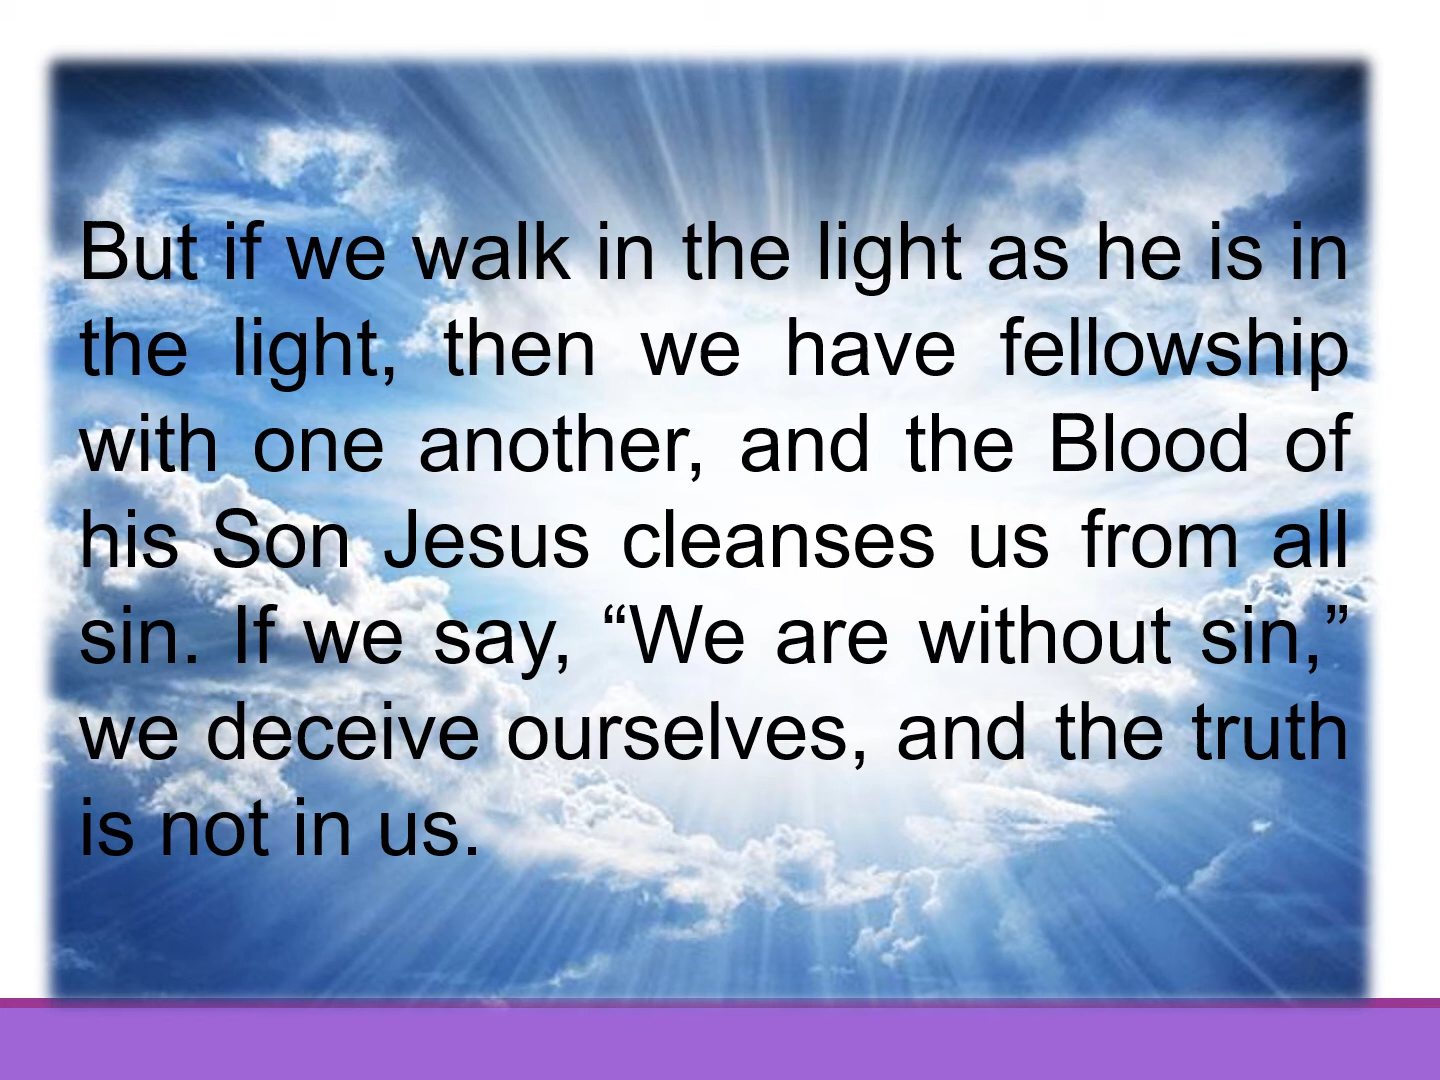 But if we walk in the light as he is in
the light, then we have fellowship
with one another, and the Blood of
his Son Jesus cleanses us from all
sin. If we say, “We are without sin,”
we deceive ourselves, and the truth
is not in us.